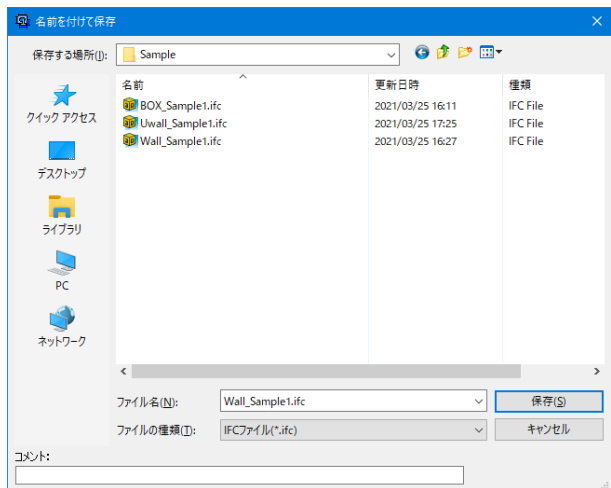 名前を付けて保存
保存する場所(I): Sample
名前 更新日時 種類
BOX_Sample1.ifc 2021/03/25 16:11 IFC File
Uwall_Sample1.ifc 2021/03/25 17:25 IFC File
Wall_Sample1.ifc 2021/03/25 16:27 IFC File
クイック アクセス
デスクトップ
ライブラリ
PC
ネットワーク
ファイル名(N): Wall_Sample1.ifc 保存(S)
ファイルの種類(T): IFCファイル(*.ifc) キャンセル
コメント: